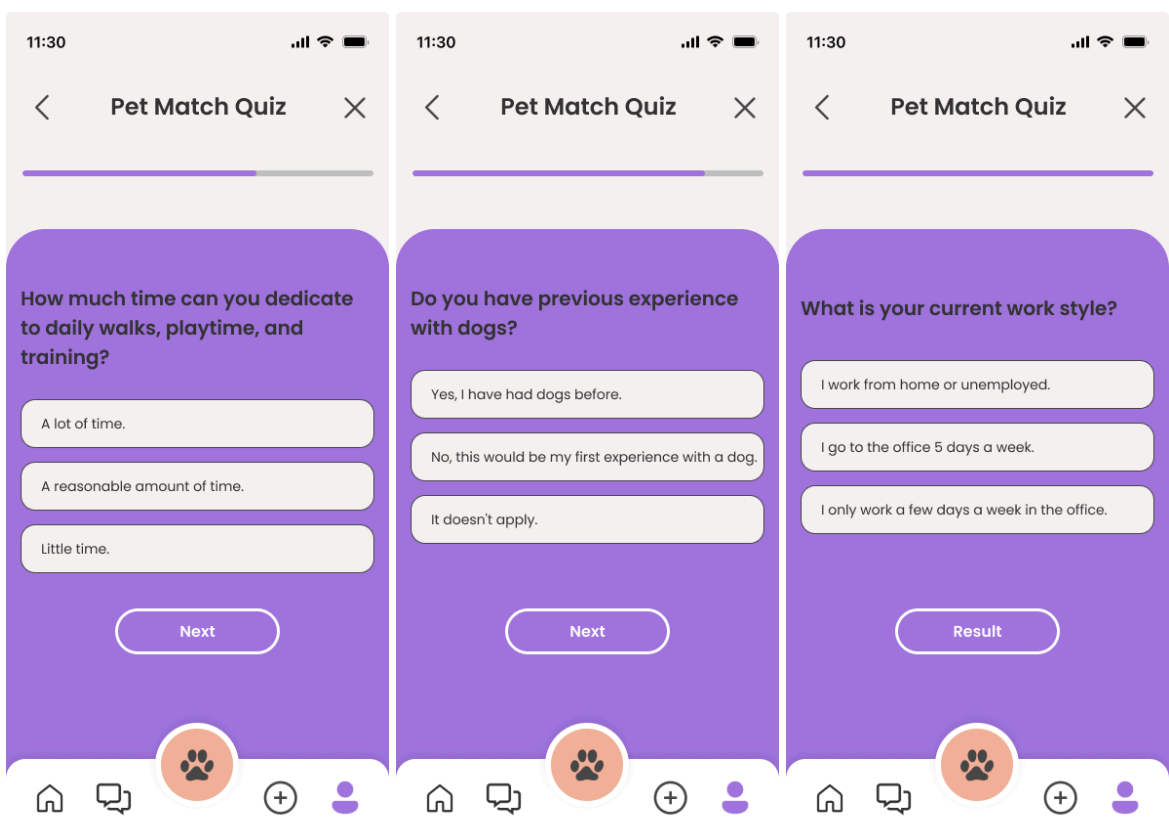 11:30
Pet Match Quiz
How much time can you dedicate
to daily walks, playtime, and
training?
A lot of time.
A reasonable amount of time.
Little time.
Next
11:30
Pet Match Quiz
Do you have previous experience
with dogs?
Yes, I have had dogs before.
No, this would be my first experience with a dog.
It doesn't apply.
Next
11:30
Pet Match Quiz
What is your current work style?
I work from home or unemployed.
I go to the office 5 days a week.
I only work a few days a week in the office.
Result